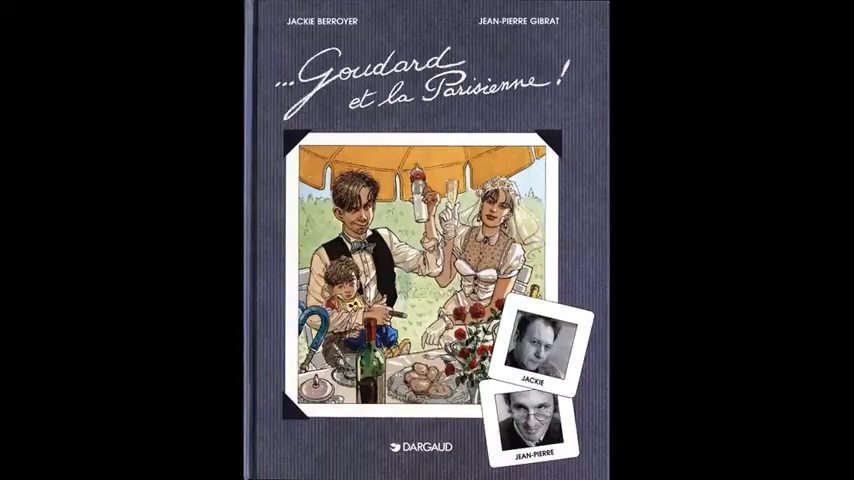 JACKIE BERROYER
JEAN-PIERRE GIBRAT
...Goudard
et la Parisienne !
JACKIE
JEAN-PIERRE
DARGAUD